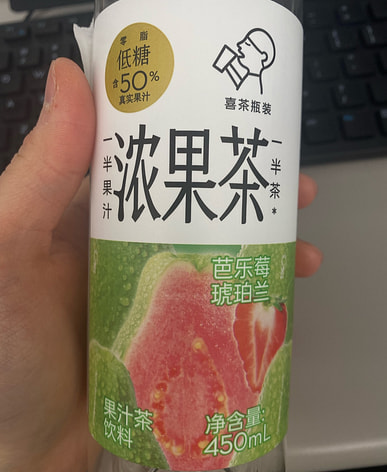 零脂
低糖
含50%
真实果汁
喜茶瓶装
一半果汁
浓果茶
一半茶*
芭乐莓
琥珀兰
果汁茶
饮料
净含量:
450mL